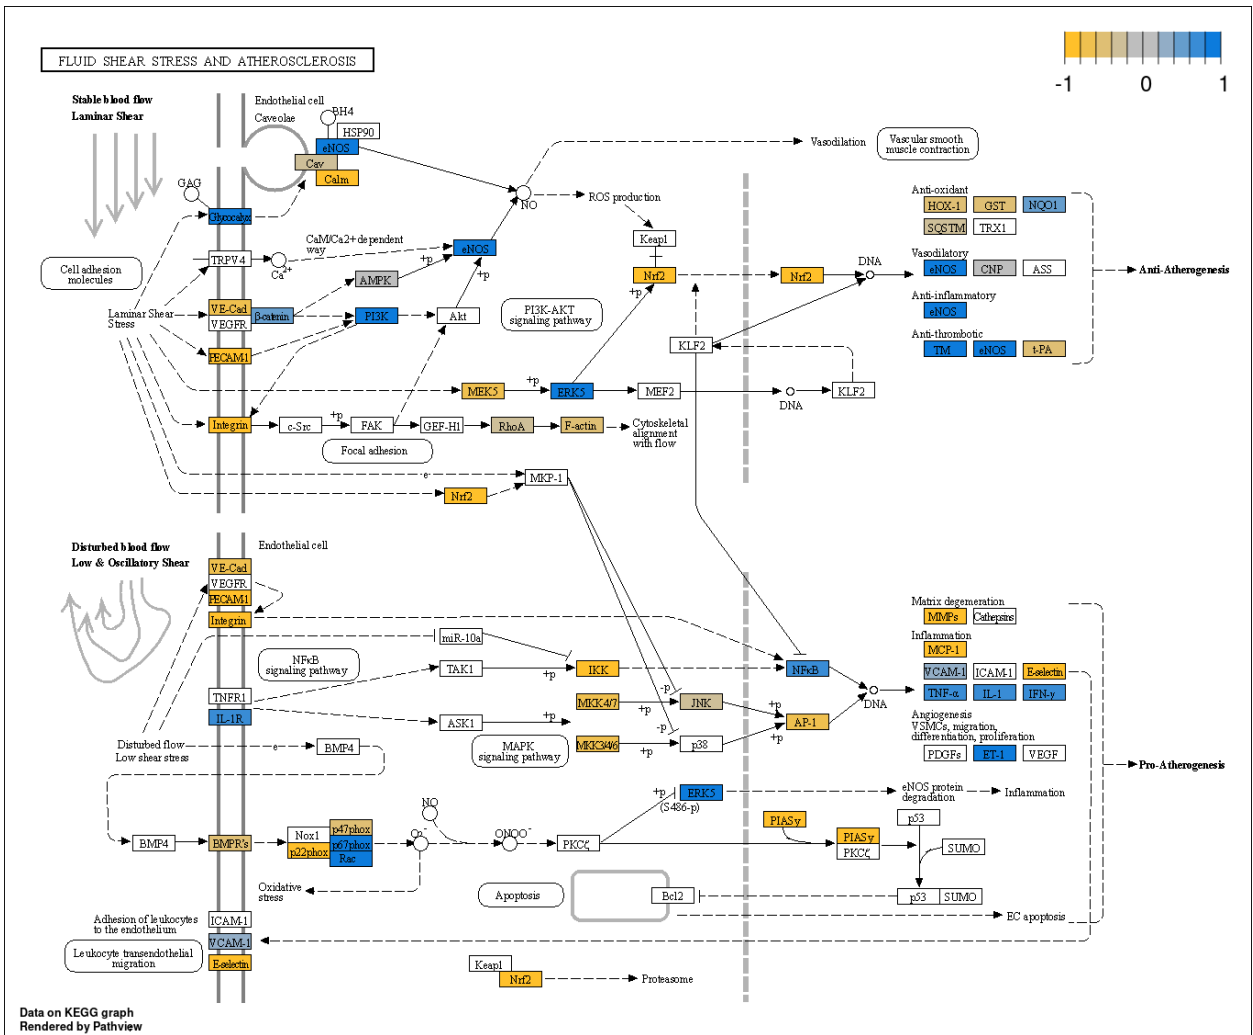 FLUID SHEAR STRESS AND ATHEROSCLEROSIS
-1 0 1
Stable blood flow
Laminar Shear
Endothelial cell
Caveolae
BH4
HSP90
eNOS
Cav
Calm
GAG
Glycocalyx
NO
Vasodilation
Vascular smooth
muscle contraction
ROS production
Cell adhesion
molecules
TRPV4
Ca2+
CaM/Ca2+ dependent
way
AMPK
+p
eNOS
+p
Keap1
Nrf2
+p
Nrf2
DNA
Anti-oxidant
HOX-1 GST NQO1
SQSTM TRX1
Vasodilatory
eNOS CNP ASS
Anti-inflammatory
eNOS
Anti-thrombotic
TM eNOS t-PA
Anti-Atherogenesis
Laminar Shear
Stress
VE-Cad
VEGFR
β-catenin
PI3K
Akt
PI3K-AKT
signaling pathway
PECAM-1
KLF2
MEK5
+p
ERK5
MEF2
DNA
KLF2
Integrin
c-Src
+p
FAK
GEF-H1
RhoA
F-actin
Cytoskeletal
alignment
with flow
Focal adhesion
e
MKP-1
Nrf2
Disturbed blood flow
Low & Oscillatory Shear
Endothelial cell
VE-Cad
VEGFR
PECAM-1
Integrin
miR-10a
NFκB
signaling pathway
TAK1
+p
IKK
NFκB
TNFR1
IL-1R
MKK4/7
+p
-p
JNK
+p
AP-1
+p
DNA
ASK1
+p
MAPK
signaling pathway
MKK3/4/6
+p
-p
p38
Matrix degeneration
MMPs Cathepsins
Inflammation
MCP-1
VCAM-1 ICAM-1 E-selectin
TNF-α IL-1 IFN-γ
Angiogenesis
VSMCs, migration,
differentiation, proliferation
PDGFs ET-1 VEGF
Pro-Atherogenesis
Disturbed flow
Low shear stress
e
BMP4
BMP4
BMPR's
Nox1
p22phox
p47phox
p67phox
Rac
O2-
NO
ONOO-
PKCζ
+p
(S486-p)
ERK5
eNOS protein
degradation
Inflammation
PIASy
PIASy
PKCζ
p53
SUMO
p53 SUMO
Oxidative
stress
Apoptosis
Bcl2
EC apoptosis
Adhesion of leukocytes
to the endothelium
ICAM-1
VCAM-1
E-selectin
Leukocyte transendothelial
migration
Keap1
Nrf2
Proteasome
Data on KEGG graph
Rendered by Pathview